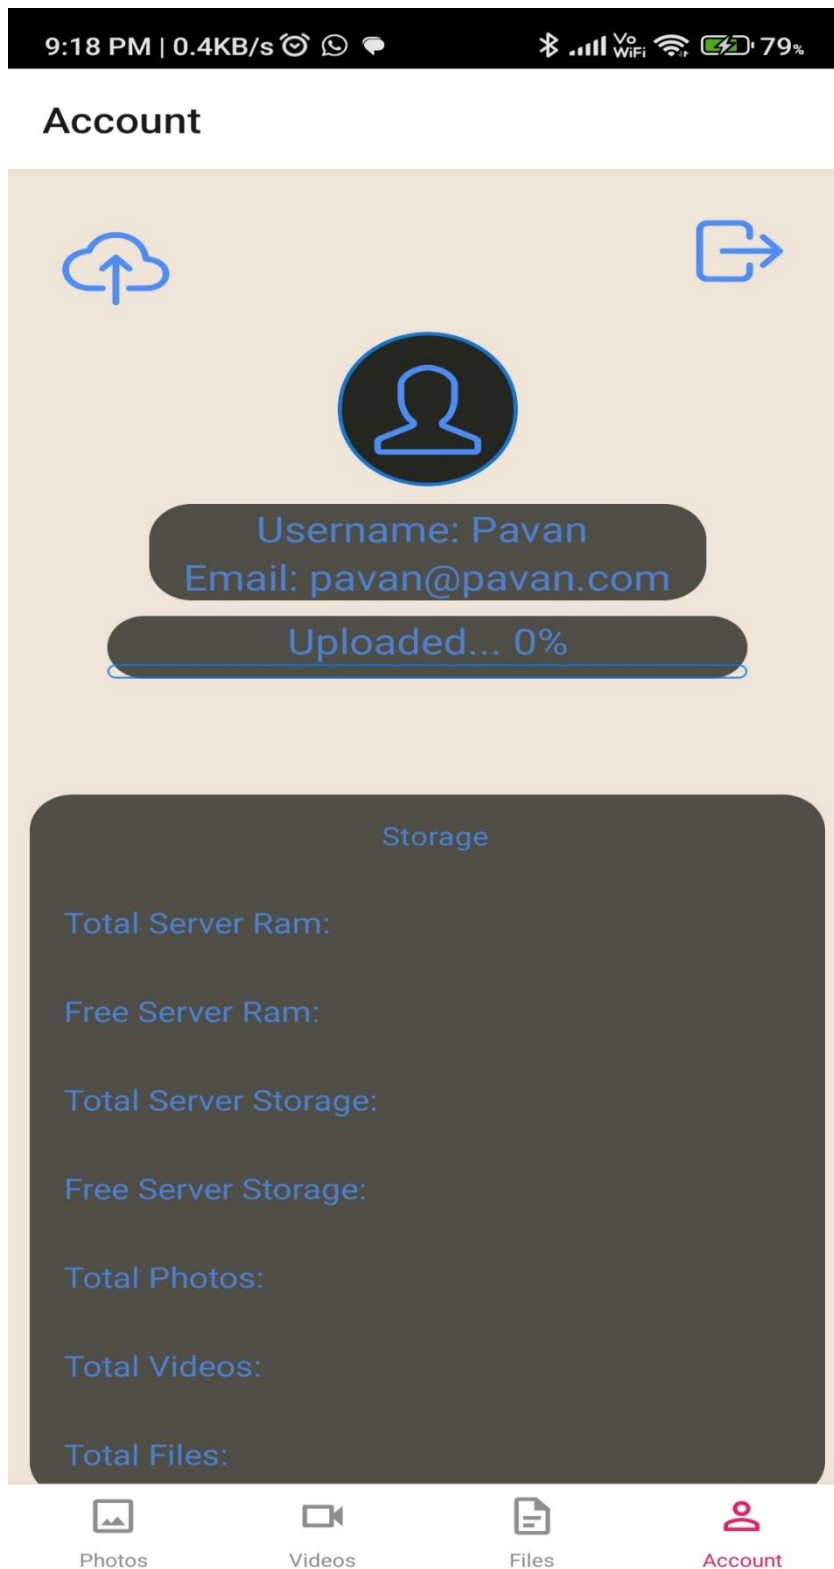 9:18 PM | 0.4KB/s Vo WiFi 79%
Account
Username: Pavan
Email: pavan@pavan.com
Uploaded... 0%
Storage
Total Server Ram:
Free Server Ram:
Total Server Storage:
Free Server Storage:
Total Photos:
Total Videos:
Total Files:
Photos Videos Files Account